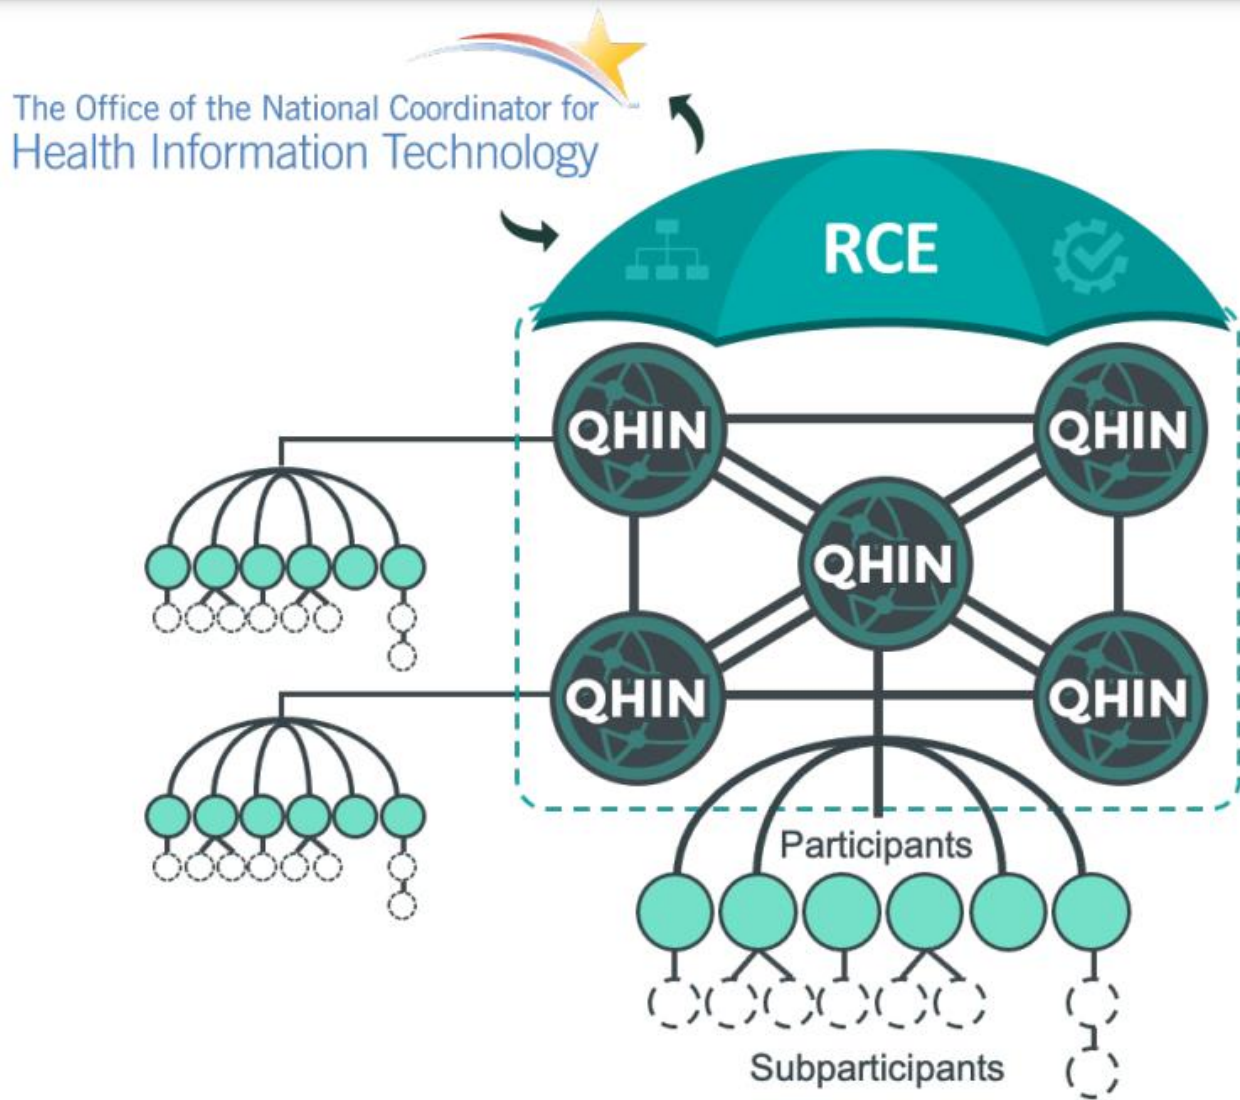 The Office of the National Coordinator for
Health Information Technology
RCE
QHIN
QHIN
QHIN
QHIN
QHIN
Participants
Subparticipants